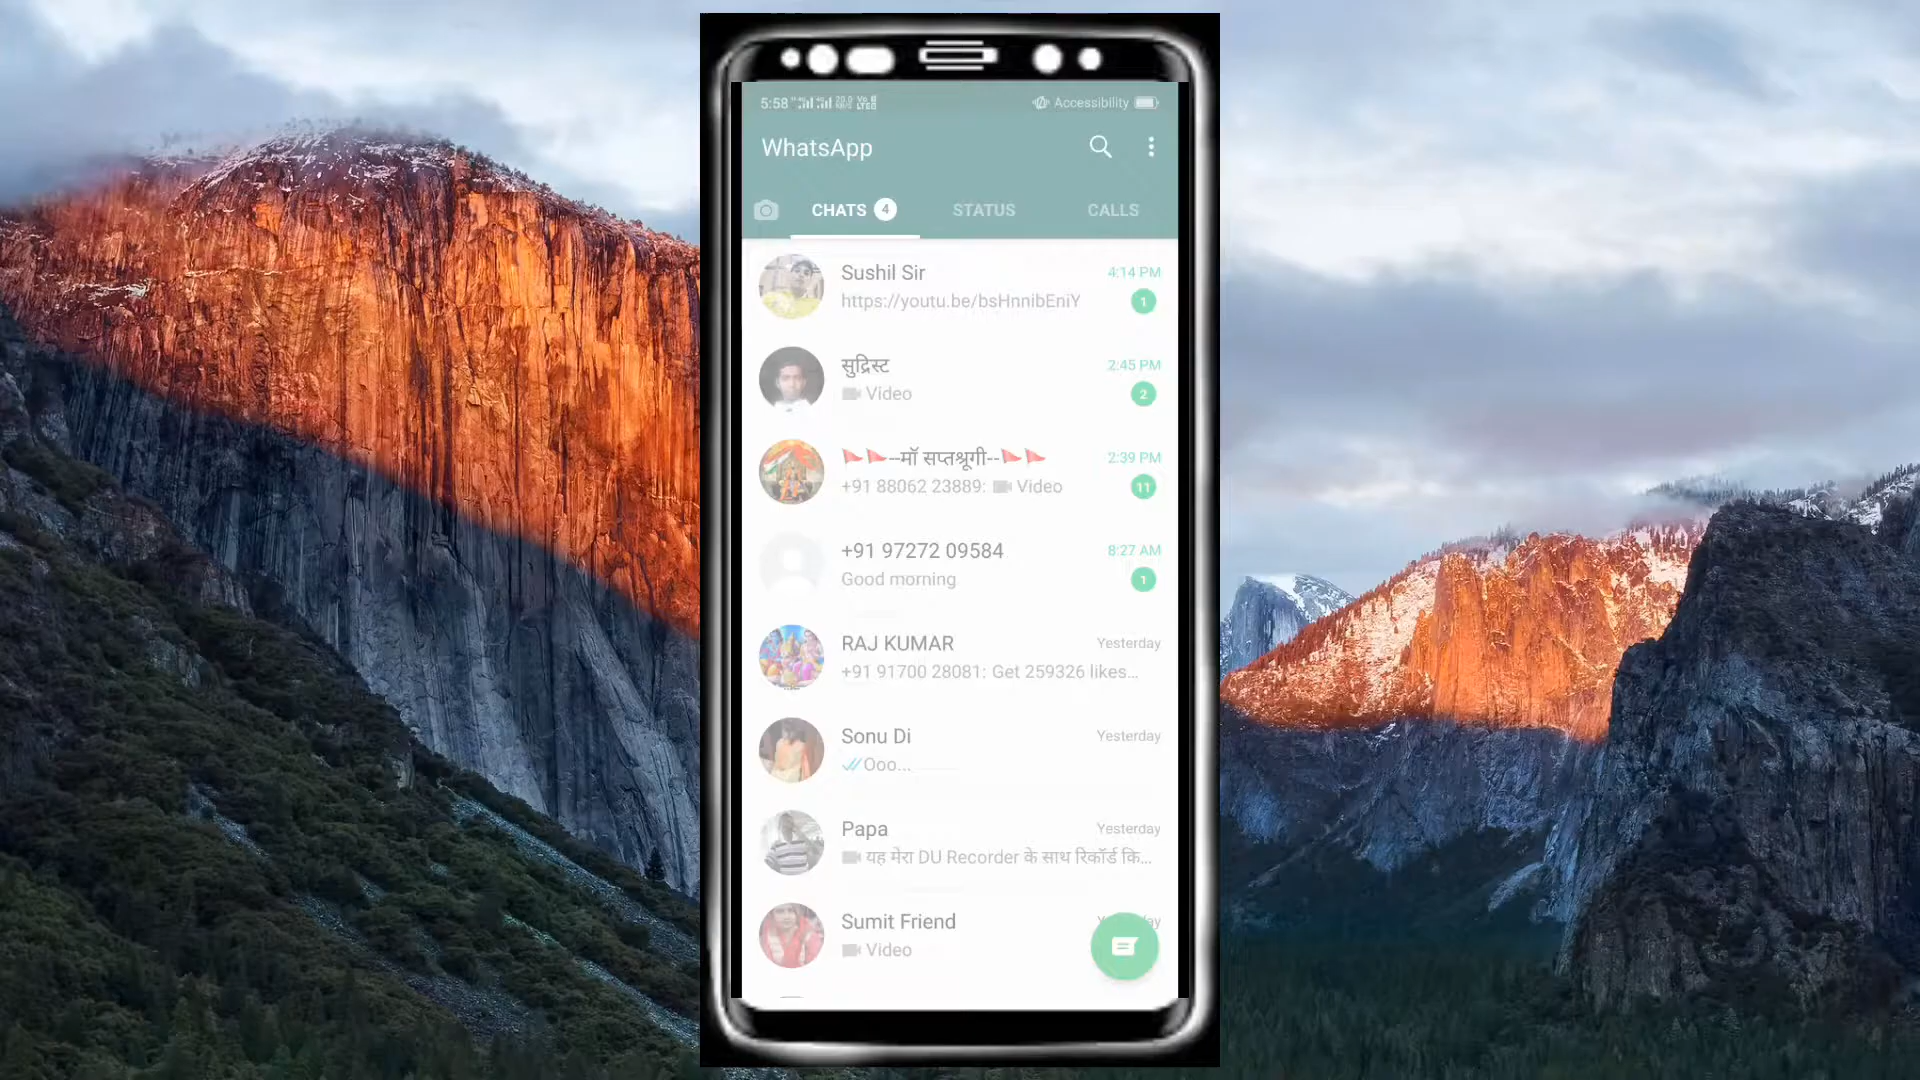 5:58
Accessibility
WhatsApp
CHATS 4
STATUS
CALLS
Sushil Sir
4:14 PM
https://youtu.be/bsHnnibEniY
1
सुद्रिस्ट
2:45 PM
Video
2
--मॉ सप्तश्रूगी--
2:39 PM
+91 88062 23889: Video
11
+91 97272 09584
8:27 AM
Good morning
1
RAJ KUMAR
Yesterday
+91 91700 28081: Get 259326 likes...
Sonu Di
Yesterday
Ooo...
Papa
Yesterday
यह मेरा DU Recorder के साथ रिकॉर्ड कि...
Sumit Friend
Video